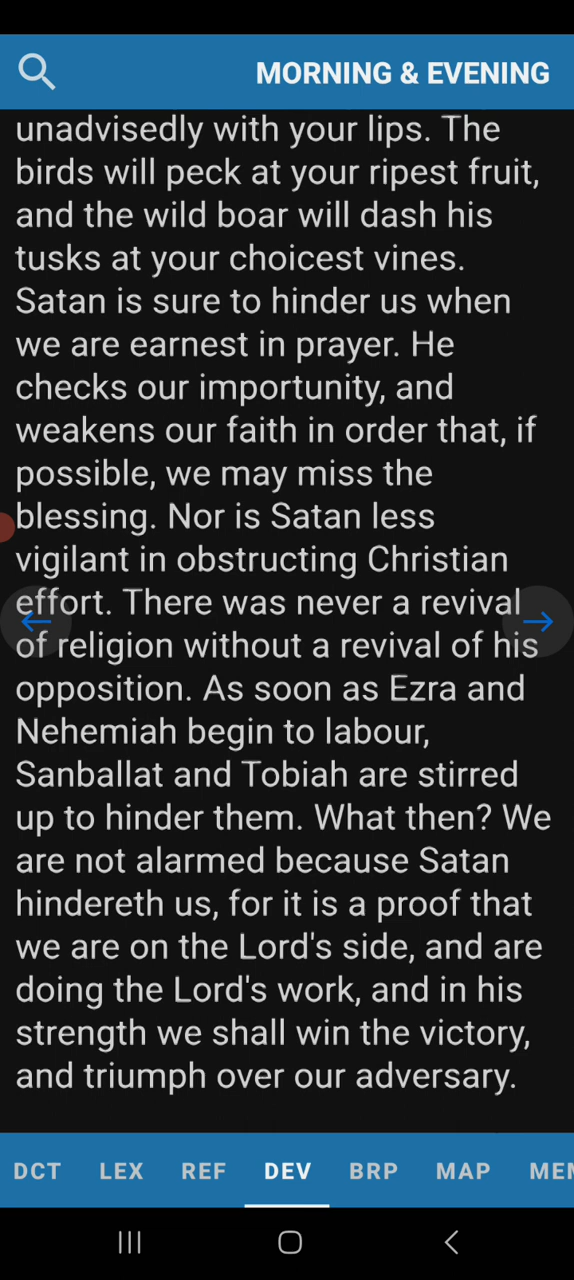 MORNING & EVENING
unadvisedly with your lips. The
birds will peck at your ripest fruit,
and the wild boar will dash his
tusks at your choicest vines.
Satan is sure to hinder us when
we are earnest in prayer. He
checks our importunity, and
weakens our faith in order that, if
possible, we may miss the
blessing. Nor is Satan less
vigilant in obstructing Christian
effort. There was never a revival
of religion without a revival of his
opposition. As soon as Ezra and
Nehemiah begin to labour,
Sanballat and Tobiah are stirred
up to hinder them. What then? We
are not alarmed because Satan
hindereth us, for it is a proof that
we are on the Lord's side, and are
doing the Lord's work, and in his
strength we shall win the victory,
and triumph over our adversary.
DCT LEX REF DEV BRP MAP MEM